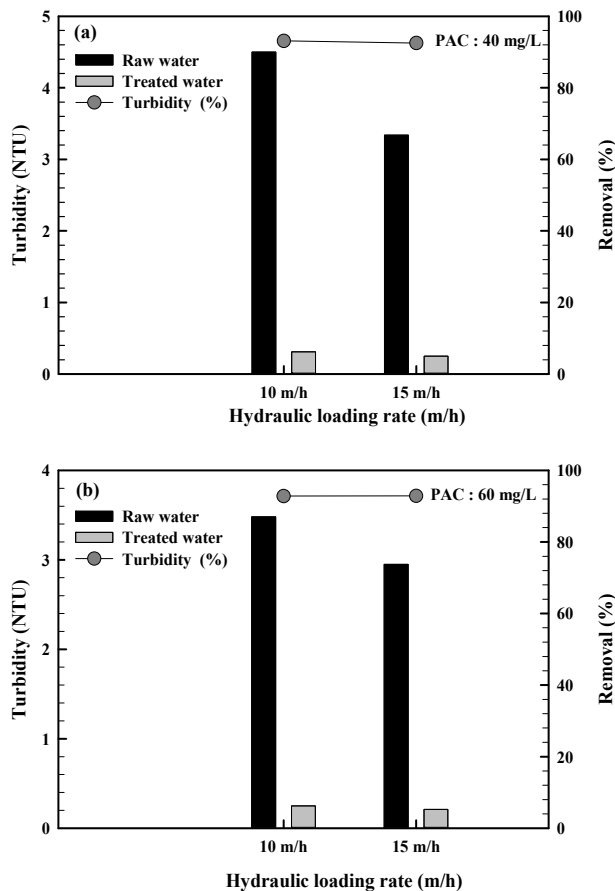 (a)
Raw water
Treated water
Turbidity (%)
PAC : 40 mg/L
5
4
3
2
1
0
Turbidity (NTU)
100
80
60
40
20
0
Removal (%)
10 m/h 15 m/h
Hydraulic loading rate (m/h)
(b)
Raw water
Treated water
Turbidity (%)
PAC : 60 mg/L
4
3
2
1
0
Turbidity (NTU)
100
80
60
40
20
0
Removal (%)
10 m/h 15 m/h
Hydraulic loading rate (m/h)